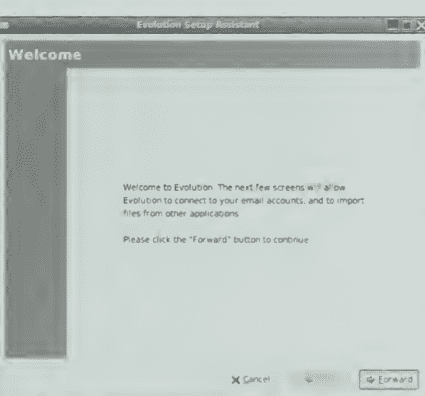 Evolution Setup Assistant
Welcome
Welcome to Evolution. The next few screens will allow
Evolution to connect to your email accounts, and to import
files from other applications.
Please click the "Forward" button to continue.
Cancel
Forward